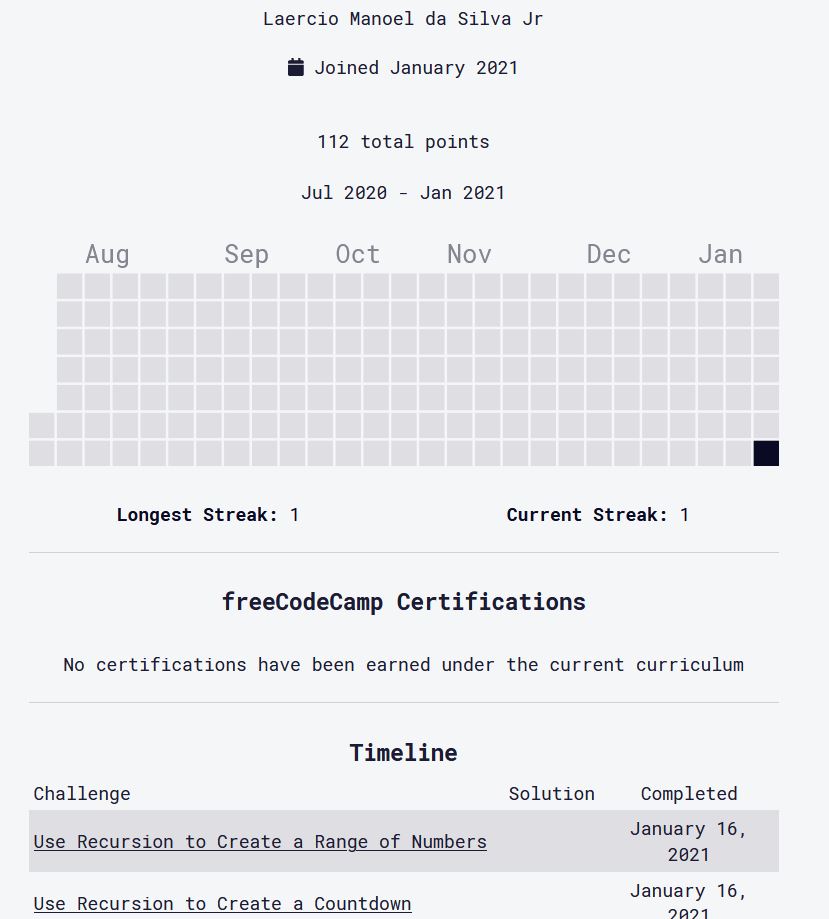 Laercio Manoel da Silva Jr
Joined January 2021
112 total points
Jul 2020 - Jan 2021
Aug Sep Oct Nov Dec Jan
Longest Streak: 1 Current Streak: 1
freeCodeCamp Certifications
No certifications have been earned under the current curriculum
Timeline
Challenge Solution Completed
Use Recursion to Create a Range of Numbers January 16,
2021
Use Recursion to Create a Countdown January 16,
2021